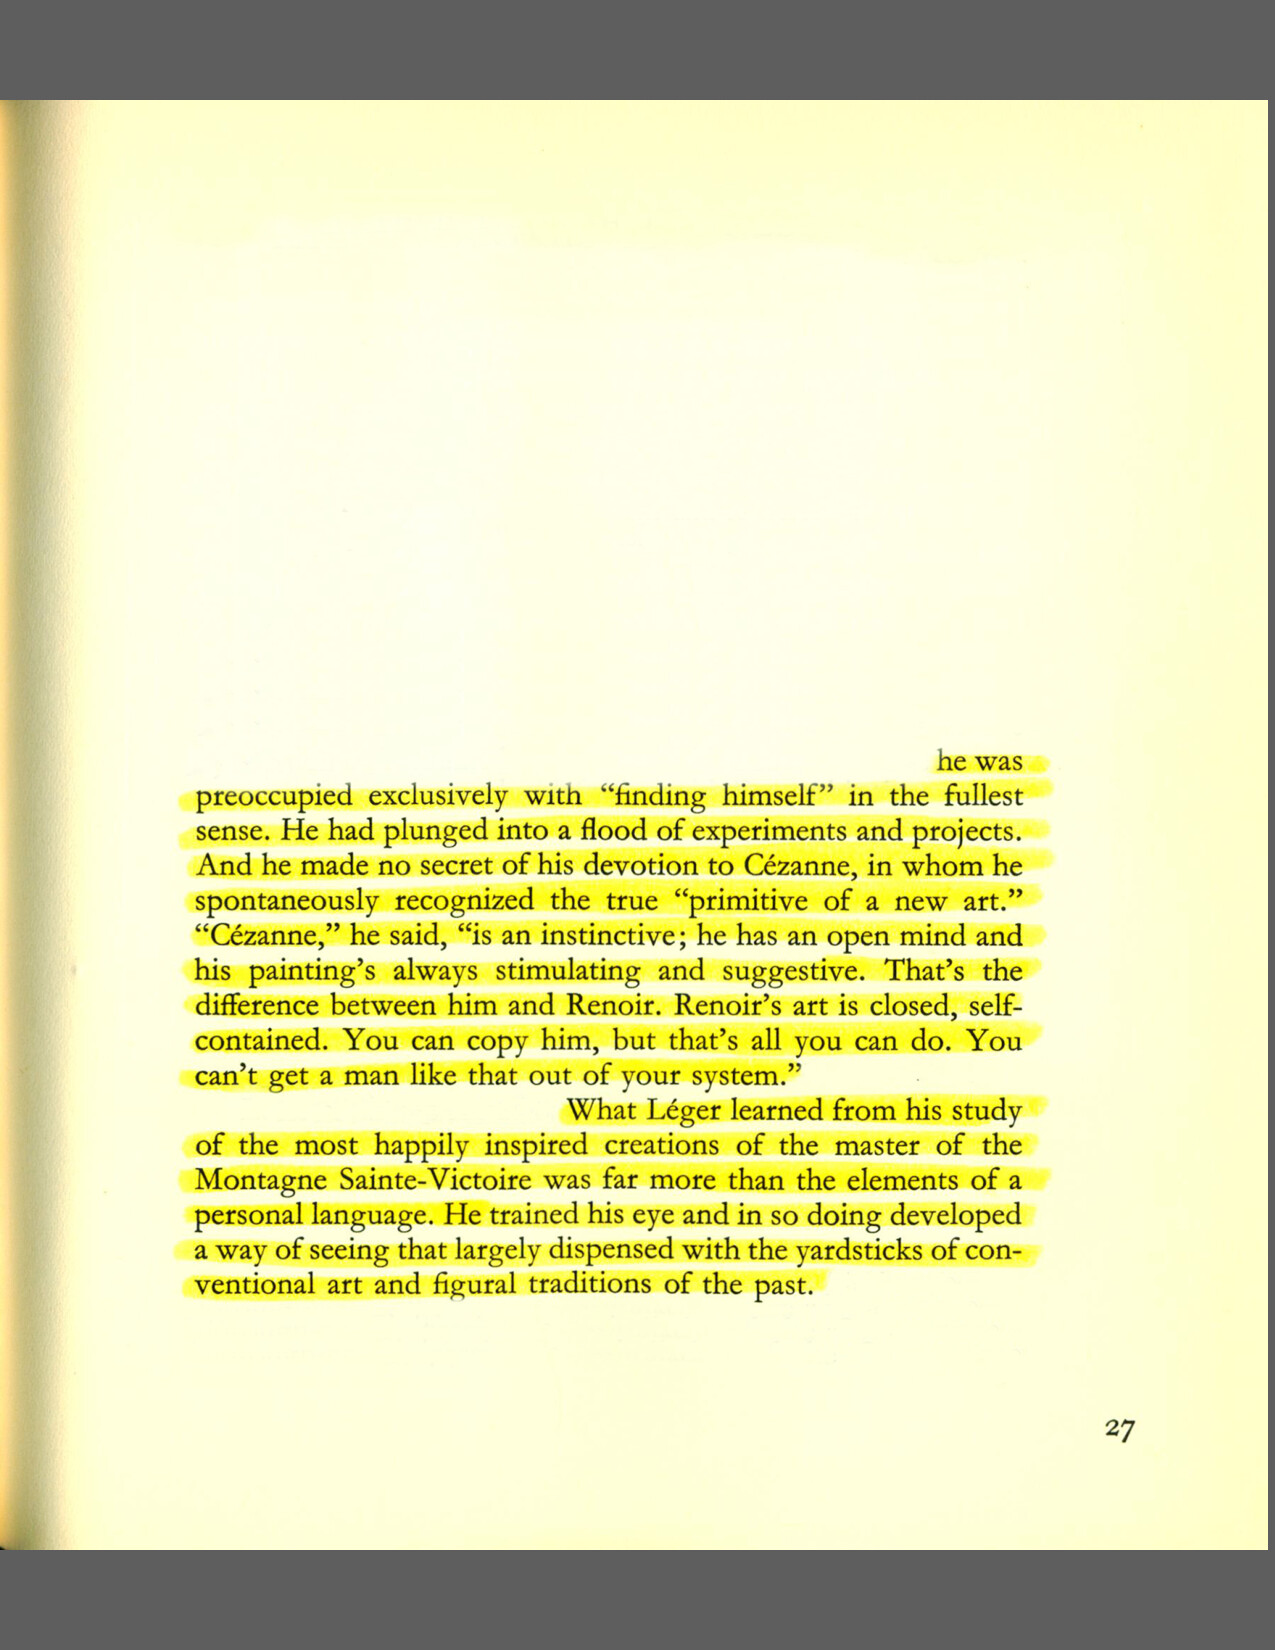 he was
preoccupied exclusively with “finding himself” in the fullest
sense. He had plunged into a flood of experiments and projects.
And he made no secret of his devotion to Cézanne, in whom he
spontaneously recognized the true “primitive of a new art.”
“Cézanne,” he said, “is an instinctive; he has an open mind and
his painting’s always stimulating and suggestive. That’s the
difference between him and Renoir. Renoir’s art is closed, self-
contained. You can copy him, but that’s all you can do. You
can’t get a man like that out of your system.”
What Léger learned from his study
of the most happily inspired creations of the master of the
Montagne Sainte-Victoire was far more than the elements of a
personal language. He trained his eye and in so doing developed
a way of seeing that largely dispensed with the yardsticks of con-
ventional art and figural traditions of the past.
27